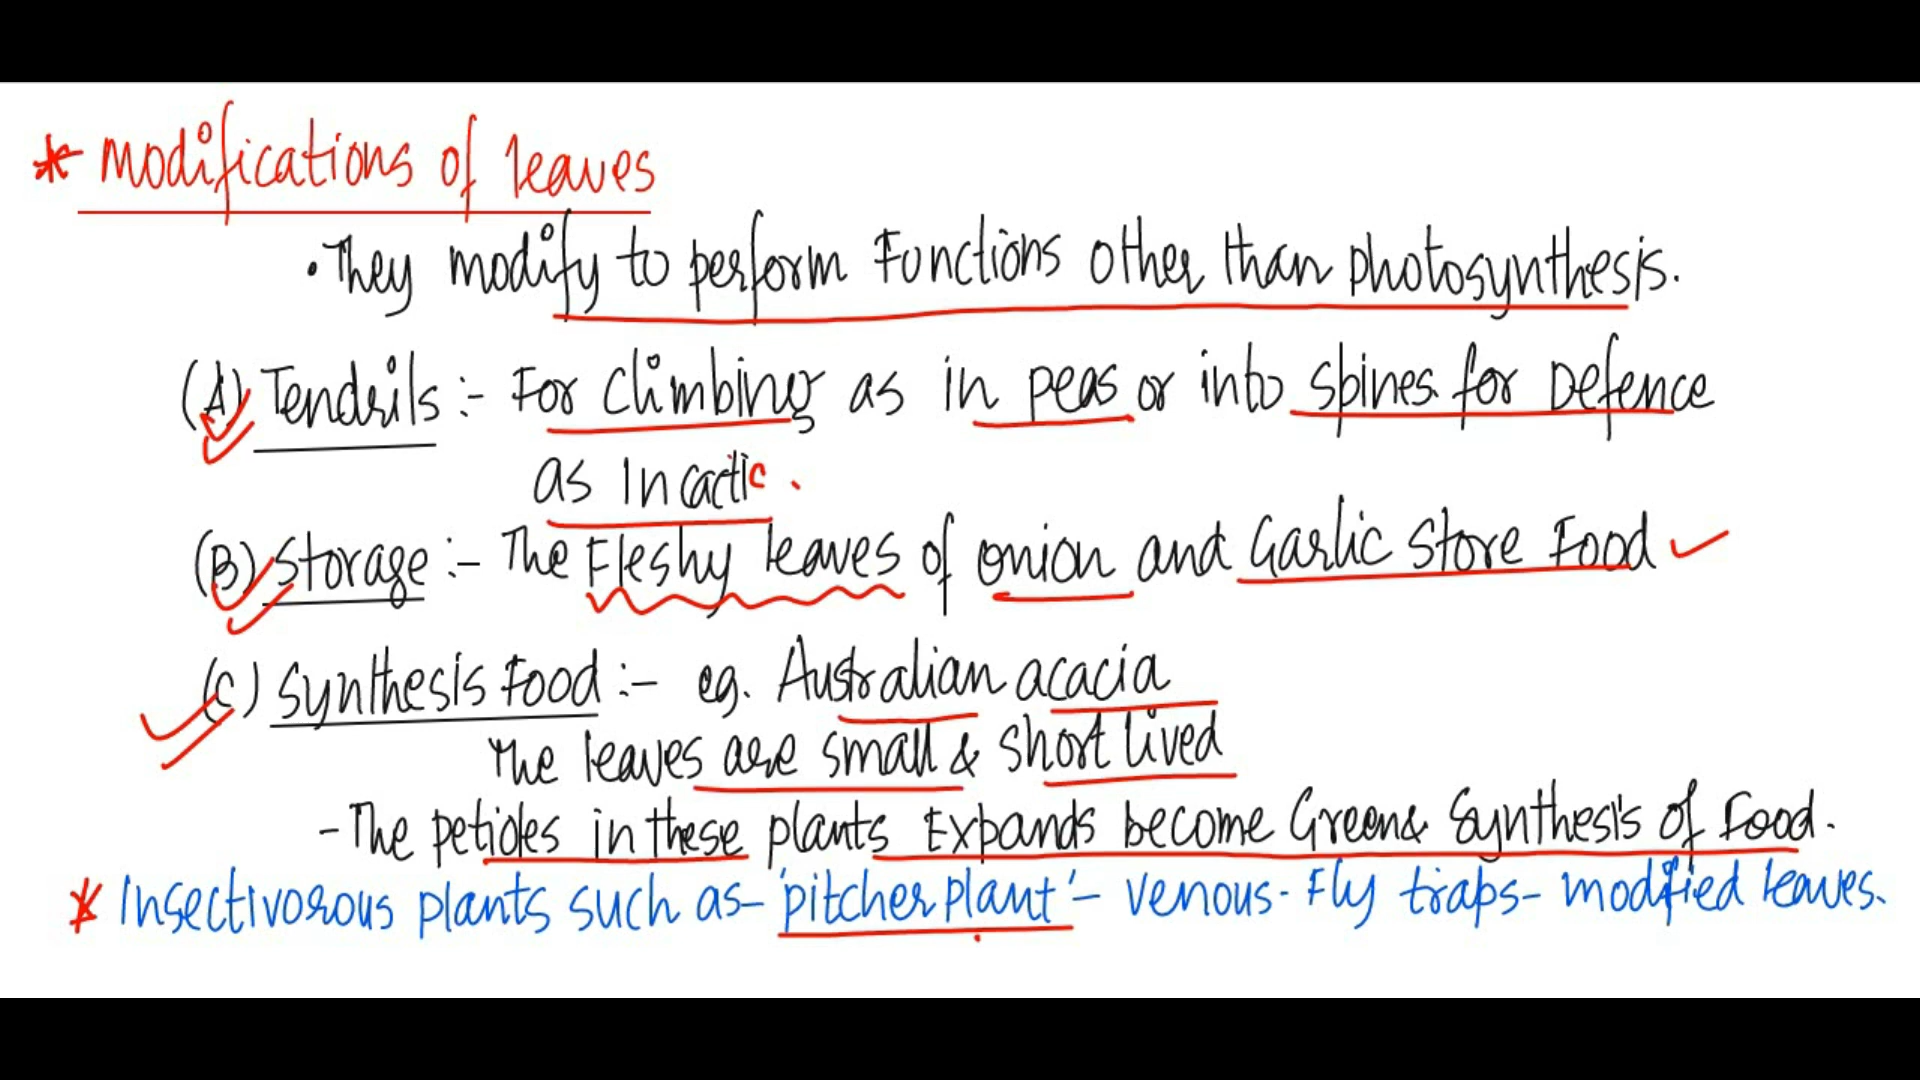 * modifications of leaves
• They modify to perform Functions other than photosynthesis.
(A) Tendrils :- For climbing as in peas or into spines for Defence
as In cactic.
(B) Storage :- The Fleshy leaves of onion and Garlic Store Food
(C) Synthesis Food :- eg. Australian acacia
The leaves are small & short lived
- The petioles in these plants Expands become Green & Synthesis of Food.
* Insectivorous plants such as - 'pitcher plant' - venous - Fly traps - modified leaves.